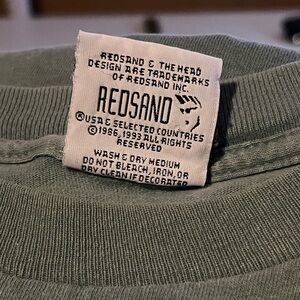 REDSAND & THE HEAD
DESIGN ARE TRADEMARKS
OF REDSAND INC.
REDSAND
® USA & SELECTED COUNTRIES
© 1986, 1993 ALL RIGHTS
RESERVED
WASH & DRY MEDIUM
DO NOT BLEACH, IRON, OR
DRY CLEAN IF DECORATED